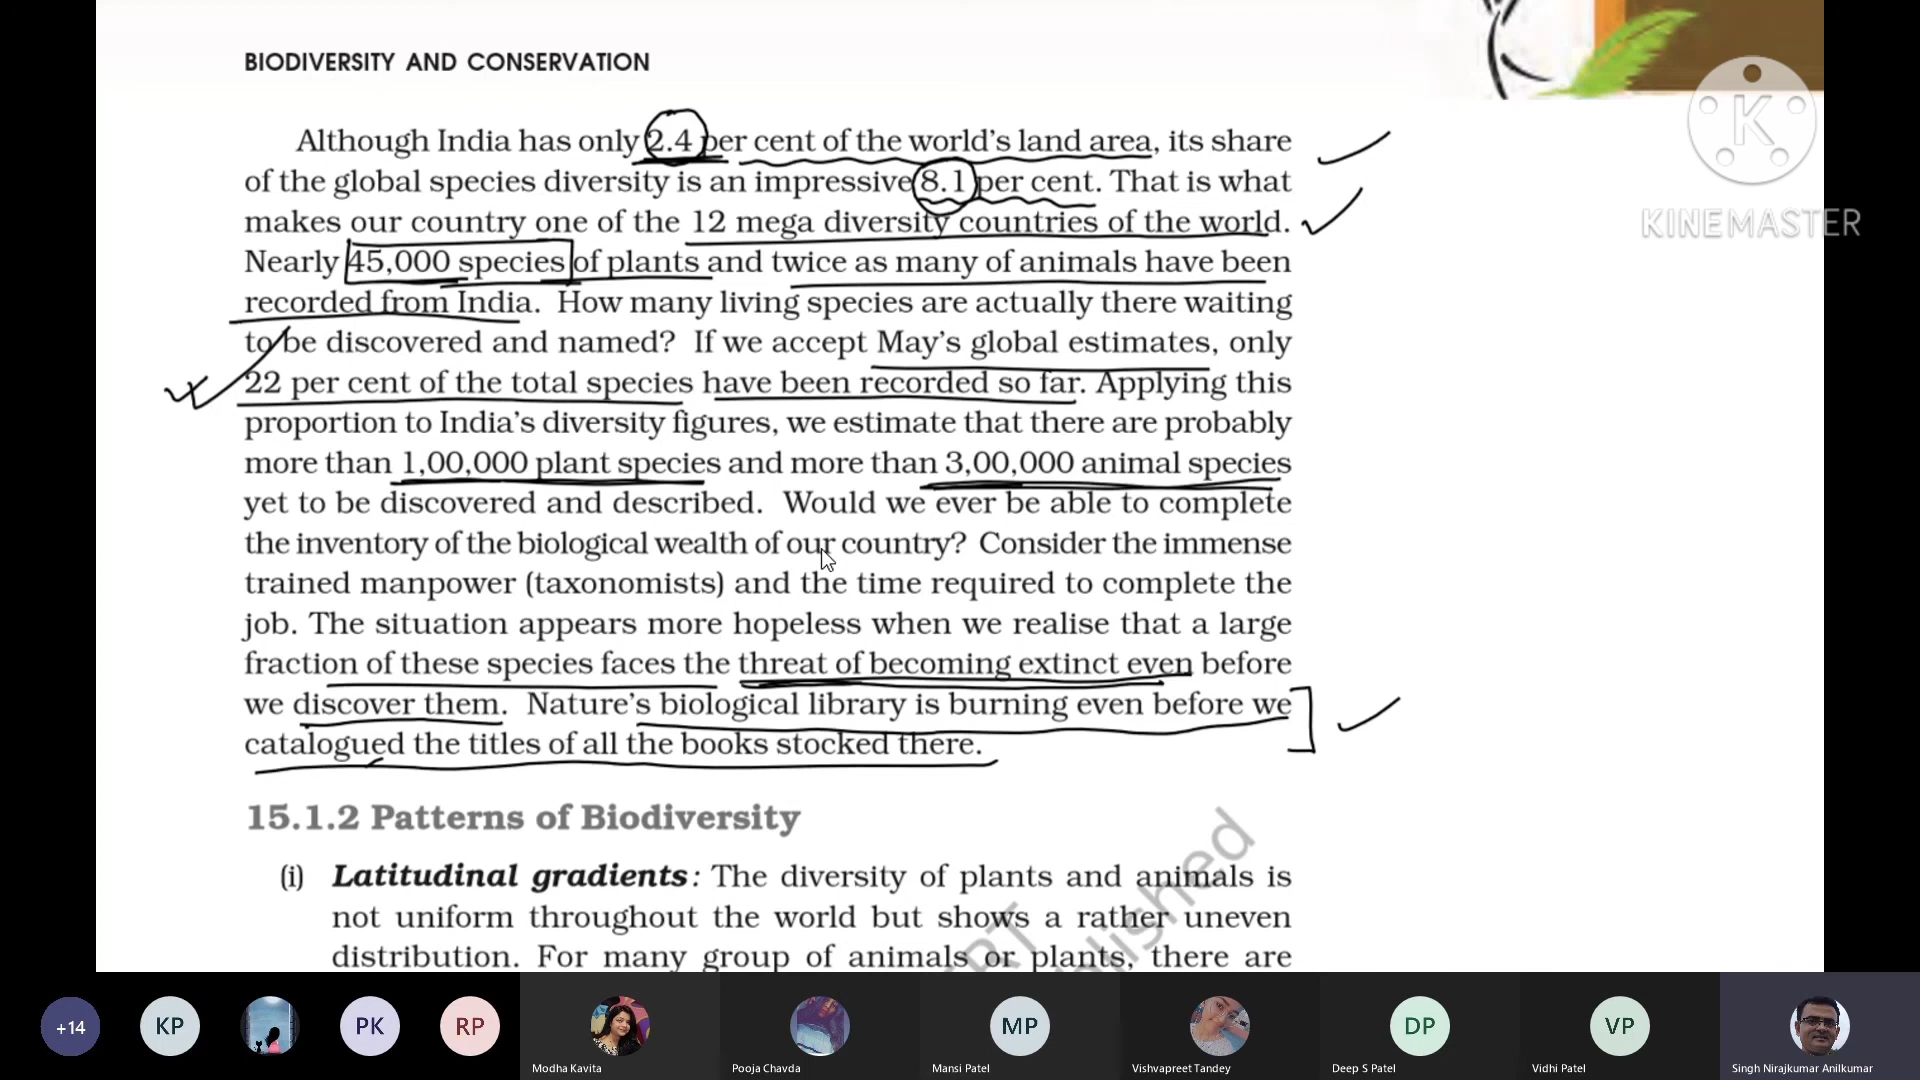 BIODIVERSITY AND CONSERVATION
K
KINEMASTER
Although India has only 2.4 per cent of the world's land area, its share
of the global species diversity is an impressive 8.1 per cent. That is what
makes our country one of the 12 mega diversity countries of the world.
Nearly 45,000 species of plants and twice as many of animals have been
recorded from India. How many living species are actually there waiting
to be discovered and named? If we accept May's global estimates, only
22 per cent of the total species have been recorded so far. Applying this
proportion to India's diversity figures, we estimate that there are probably
more than 1,00,000 plant species and more than 3,00,000 animal species
yet to be discovered and described. Would we ever be able to complete
the inventory of the biological wealth of our country? Consider the immense
trained manpower (taxonomists) and the time required to complete the
job. The situation appears more hopeless when we realise that a large
fraction of these species faces the threat of becoming extinct even before
we discover them. Nature's biological library is burning even before we
catalogued the titles of all the books stocked there.
15.1.2 Patterns of Biodiversity
(i) Latitudinal gradients: The diversity of plants and animals is
not uniform throughout the world but shows a rather uneven
distribution. For many group of animals or plants, there are
+14
KP
PK
RP
Modha Kavita
Pooja Chavda
MP
Mansi Patel
Vishvapreet Tandey
DP
Deep S Patel
VP
Vidhi Patel
Singh Nirajkumar Anilkumar